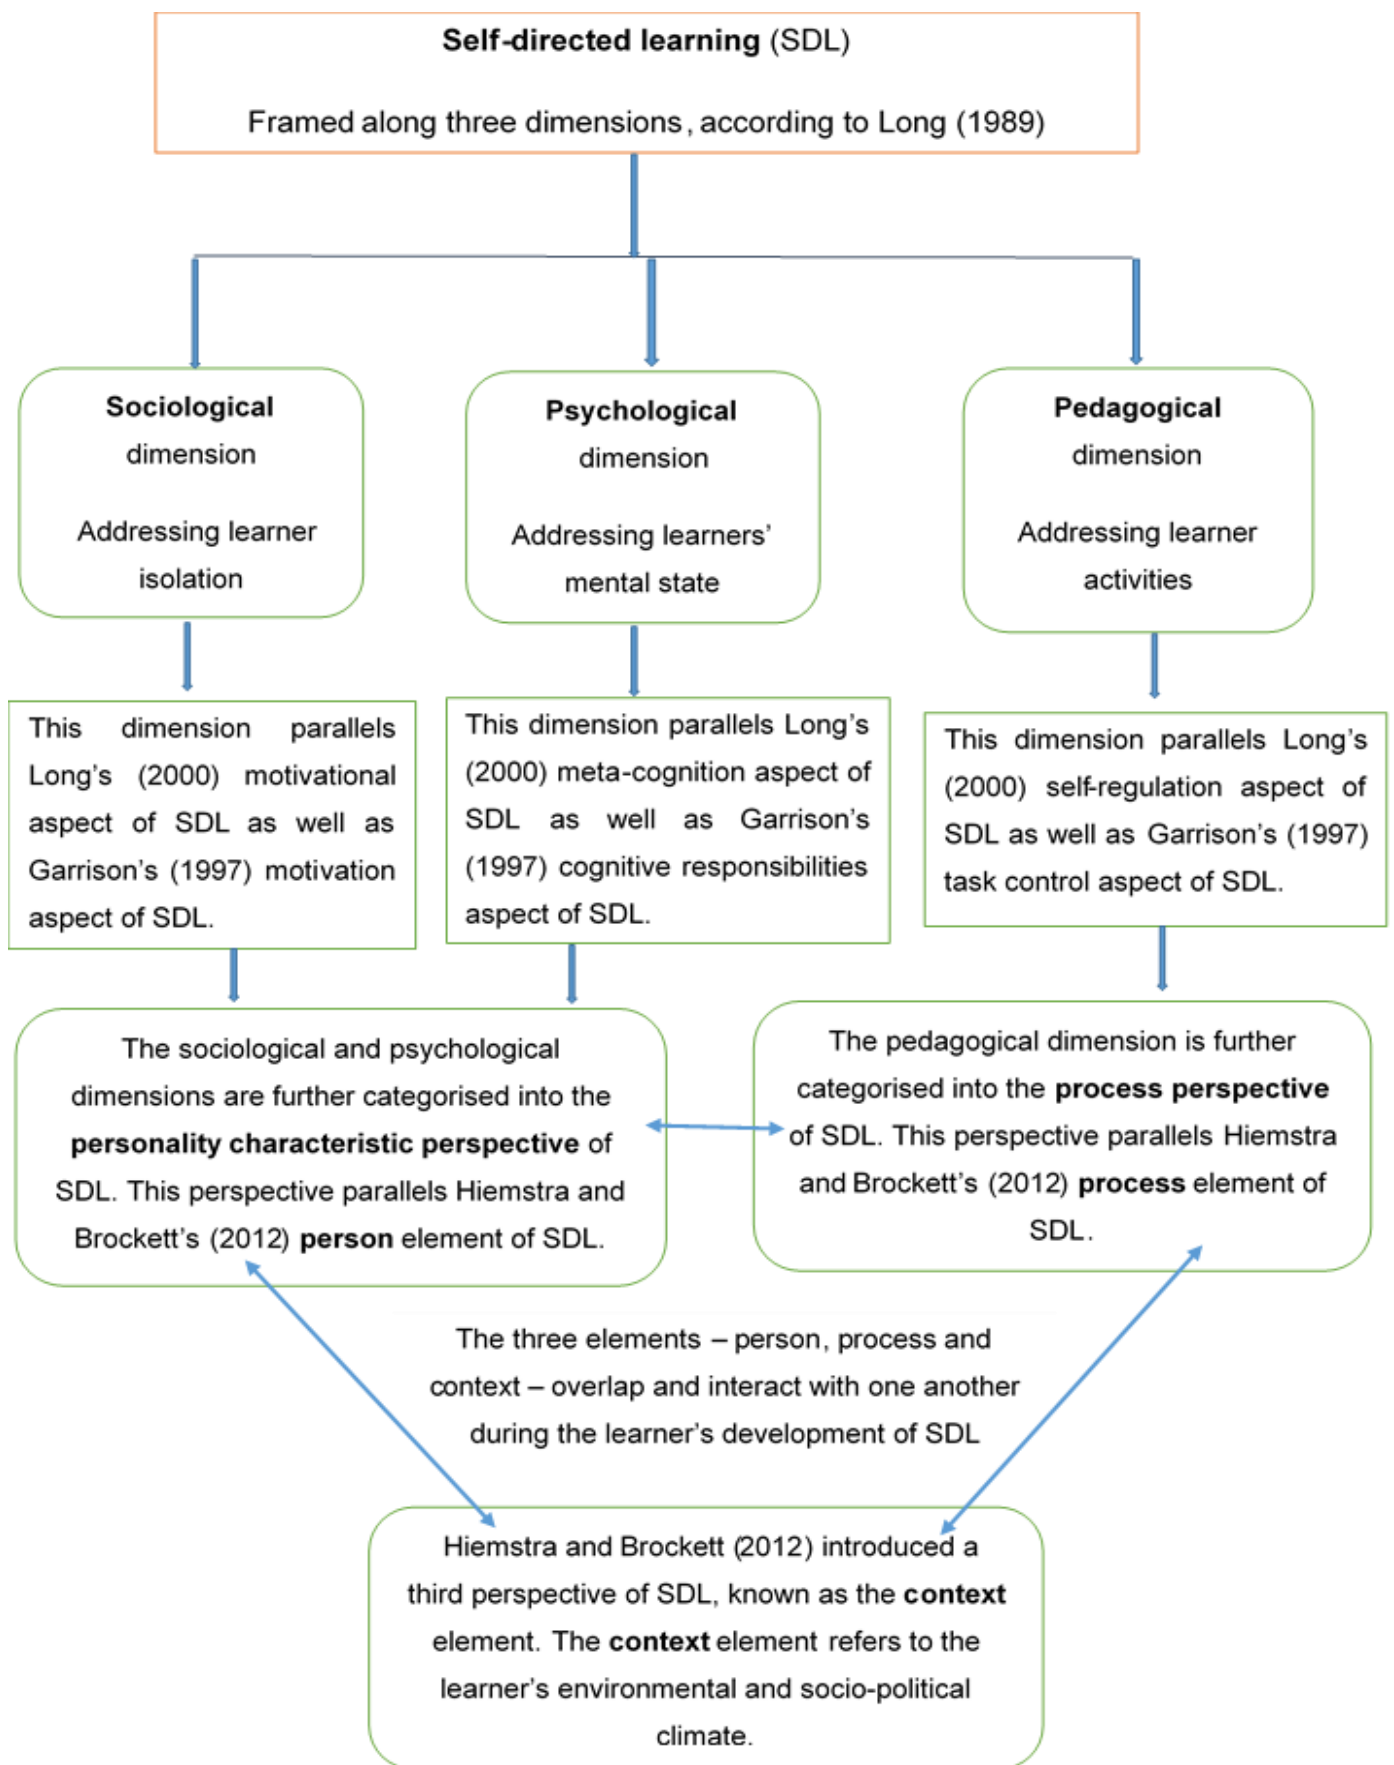 Self-directed learning (SDL)
Framed along three dimensions, according to Long (1989)
Sociological
dimension
Addressing learner
isolation
Psychological
dimension
Addressing learners’
mental state
Pedagogical
dimension
Addressing learner
activities
This dimension parallels
Long’s (2000) motivational
aspect of SDL as well as
Garrison’s (1997) motivation
aspect of SDL.
This dimension parallels Long’s
(2000) meta-cognition aspect of
SDL as well as Garrison’s
(1997) cognitive responsibilities
aspect of SDL.
This dimension parallels Long’s
(2000) self-regulation aspect of
SDL as well as Garrison’s (1997)
task control aspect of SDL.
The sociological and psychological
dimensions are further categorised into the
personality characteristic perspective of
SDL. This perspective parallels Hiemstra and
Brockett’s (2012) person element of SDL.
The pedagogical dimension is further
categorised into the process perspective
of SDL. This perspective parallels Hiemstra
and Brockett’s (2012) process element of
SDL.
The three elements – person, process and
context – overlap and interact with one another
during the learner’s development of SDL
Hiemstra and Brockett (2012) introduced a
third perspective of SDL, known as the context
element. The context element refers to the
learner’s environmental and socio-political
climate.